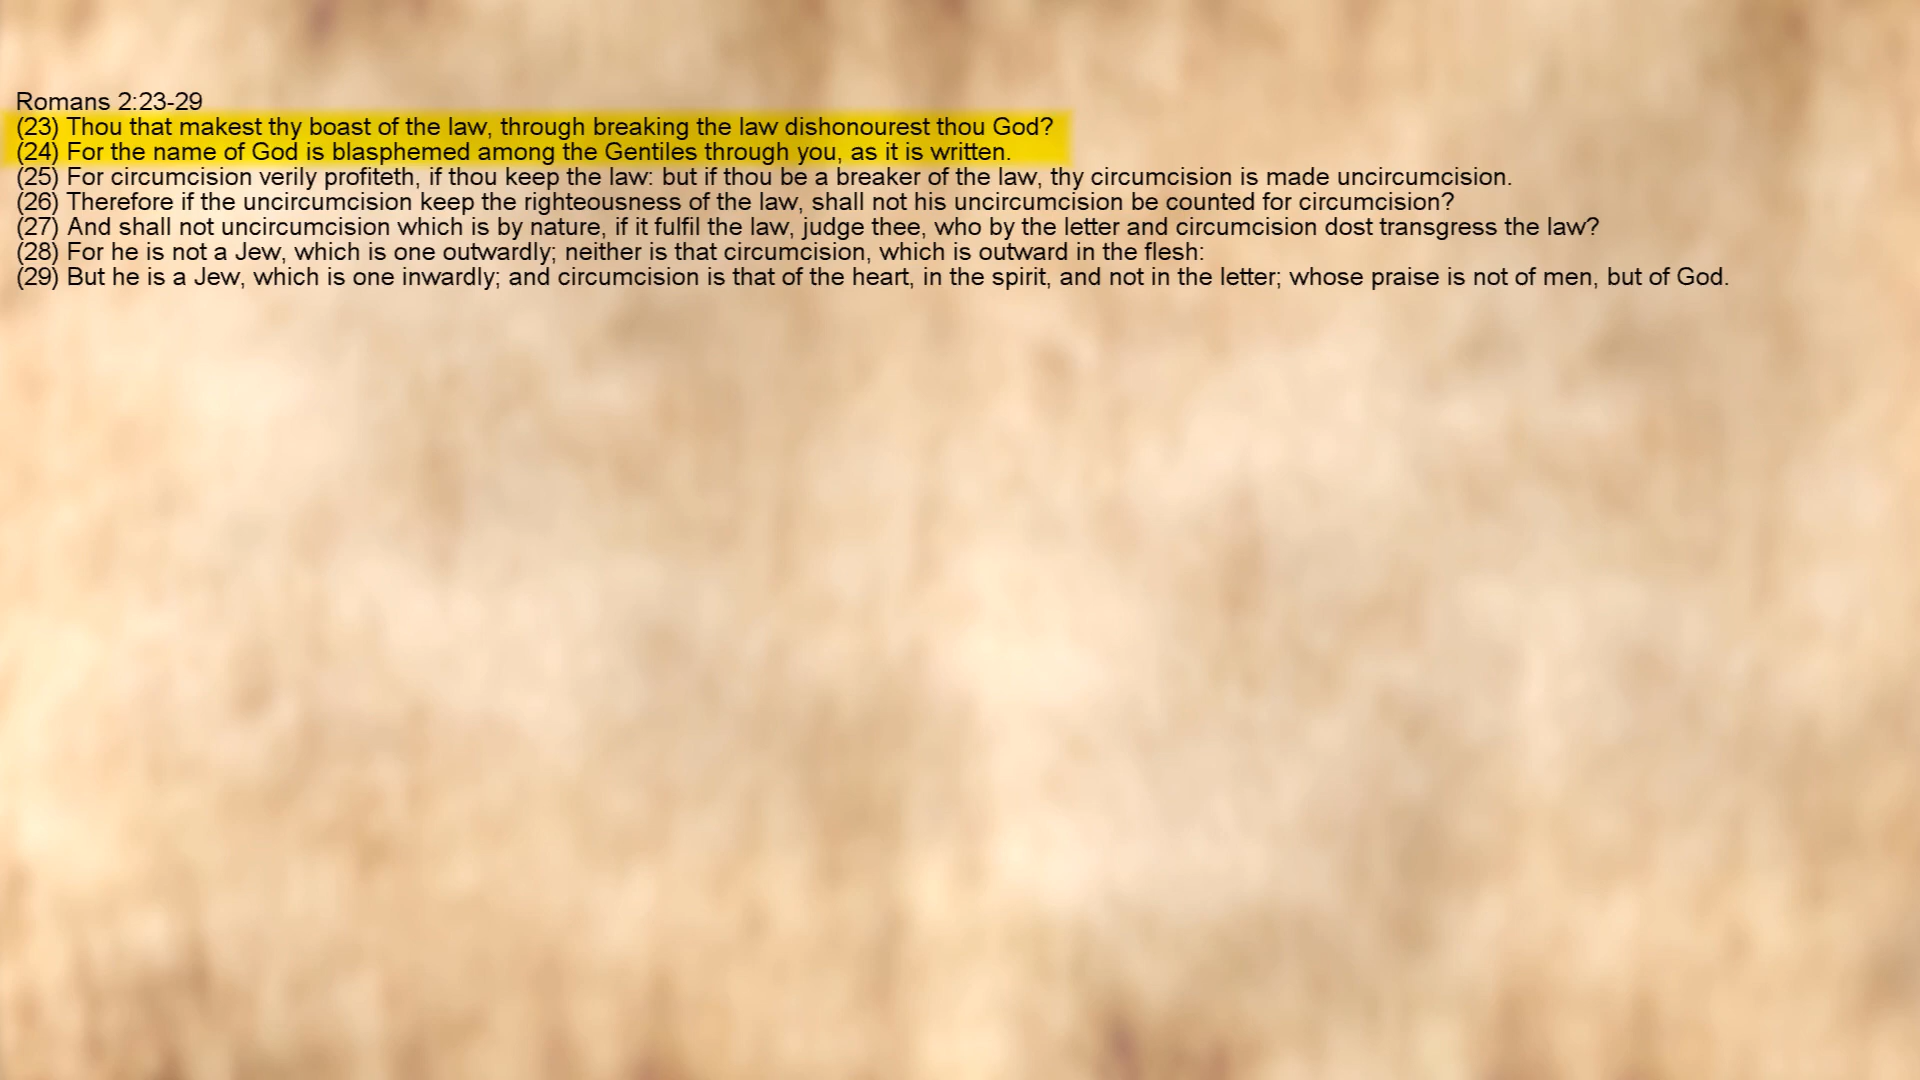 Romans 2:23-29
(23) Thou that makest thy boast of the law, through breaking the law dishonourest thou God?
(24) For the name of God is blasphemed among the Gentiles through you, as it is written.
(25) For circumcision verily profiteth, if thou keep the law: but if thou be a breaker of the law, thy circumcision is made uncircumcision.
(26) Therefore if the uncircumcision keep the righteousness of the law, shall not his uncircumcision be counted for circumcision?
(27) And shall not uncircumcision which is by nature, if it fulfil the law, judge thee, who by the letter and circumcision dost transgress the law?
(28) For he is not a Jew, which is one outwardly; neither is that circumcision, which is outward in the flesh:
(29) But he is a Jew, which is one inwardly; and circumcision is that of the heart, in the spirit, and not in the letter; whose praise is not of men, but of God.